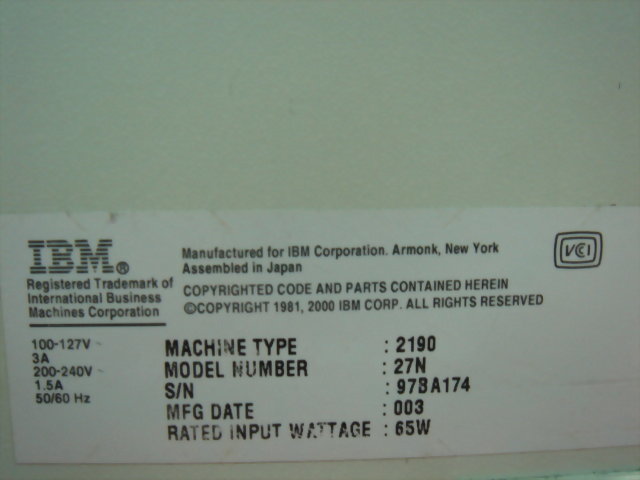 IBM®
Registered Trademark of
International Business
Machines Corporation
Manufactured for IBM Corporation. Armonk, New York
Assembled in Japan
COPYRIGHTED CODE AND PARTS CONTAINED HEREIN
©COPYRIGHT 1981, 2000 IBM CORP. ALL RIGHTS RESERVED
VCI
100-127V ~
3A
200-240V ~
1.5A
50/60 Hz
MACHINE TYPE : 2190
MODEL NUMBER : 27N
S/N : 97BA174
MFG DATE : 003
RATED INPUT WATTAGE : 65W